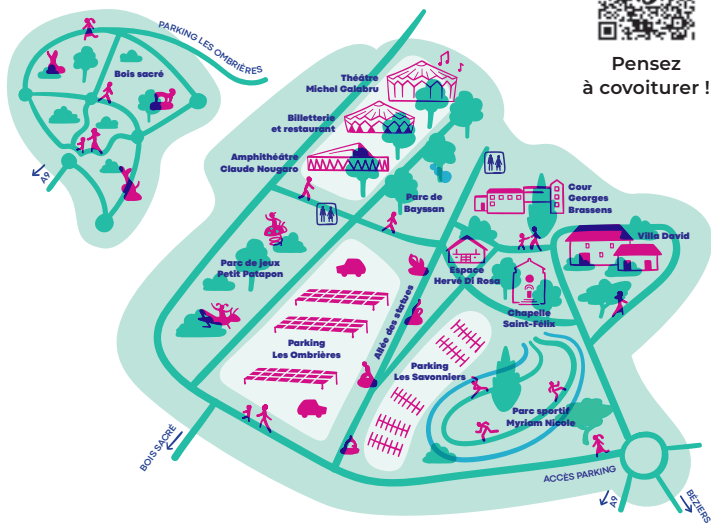 PARKING LES OMBRIÈRES
Bois sacré
A9
Pensez
à covoiturer !
Théâtre
Michel Galabru
Billetterie
et restaurant
Amphithéâtre
Claude Nougaro
Parc de
Bayssan
Cour
Georges
Brassens
Villa David
Espace
Hervé Di Rosa
Chapelle
Saint-Félix
Parc de jeux
Petit Patapon
Allée des statues
Parking
Les Ombrières
Parking
Les Savonniers
Parc sportif
Myriam Nicole
BOIS SACRÉ
ACCÈS PARKING
A9
BÉZIERS